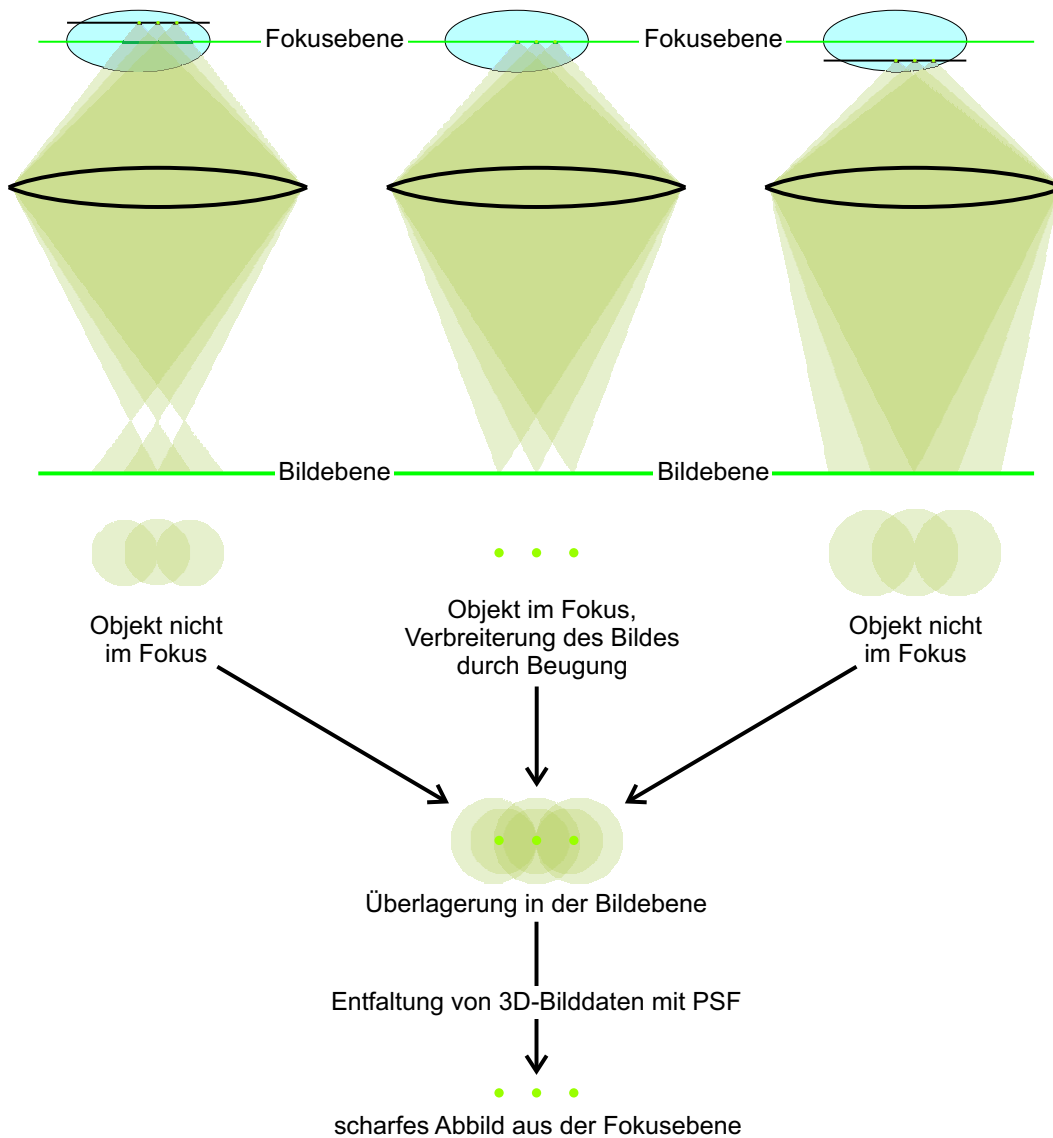 Fokusebene
Fokusebene
Bildebene
Bildebene
Objekt nicht
im Fokus
Objekt im Fokus,
Verbreiterung des Bildes
durch Beugung
Objekt nicht
im Fokus
Überlagerung in der Bildebene
Entfaltung von 3D-Bilddaten mit PSF
scharfes Abbild aus der Fokusebene